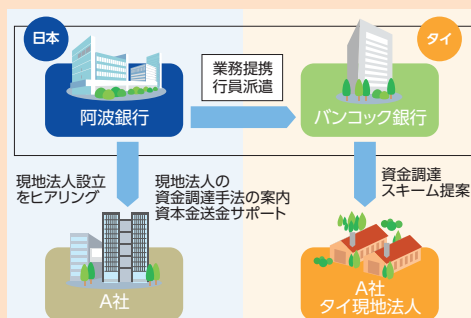 日本
タイ
業務提携
行員派遣
阿波銀行
バンコック銀行
現地法人設立
をヒアリング
現地法人の
資金調達手法の案内
資本金送金サポート
資金調達
スキーム提案
A社
A社
タイ現地法人